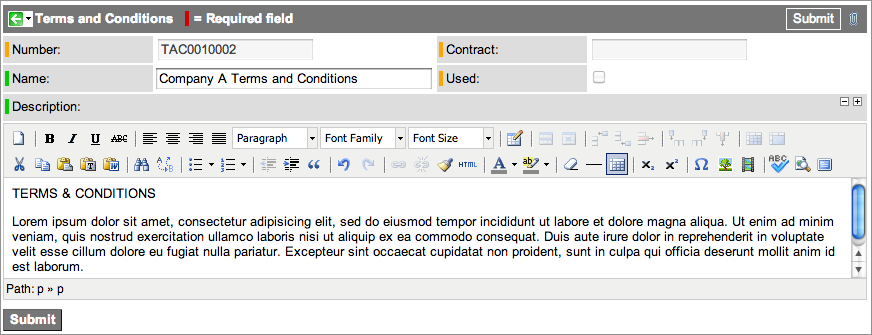 Terms and Conditions = Required field Submit
Number: TAC0010002 Contract:
Name: Company A Terms and Conditions Used:
Description:
B I U ABC Paragraph Font Family Font Size
HTML A ab x₂ x² Ω ABC
TERMS & CONDITIONS
Lorem ipsum dolor sit amet, consectetur adipisicing elit, sed do eiusmod tempor incididunt ut labore et dolore magna aliqua. Ut enim ad minim
veniam, quis nostrud exercitation ullamco laboris nisi ut aliquip ex ea commodo consequat. Duis aute irure dolor in reprehenderit in voluptate
velit esse cillum dolore eu fugiat nulla pariatur. Excepteur sint occaecat cupidatat non proident, sunt in culpa qui officia deserunt mollit anim id
est laborum.
Path: p » p
Submit